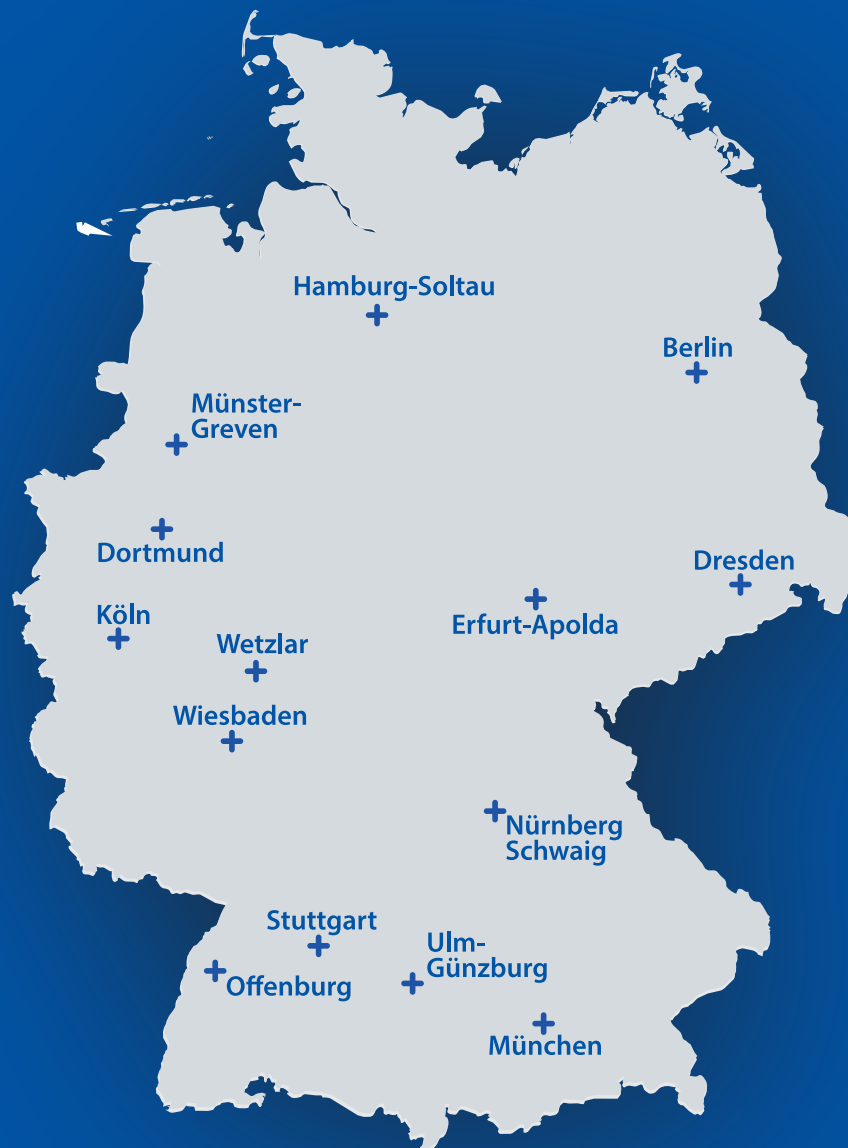 Hamburg-Soltau
Berlin
Münster-
Greven
Dortmund
Dresden
Köln
Erfurt-Apolda
Wetzlar
Wiesbaden
Nürnberg
Schwaig
Stuttgart
Ulm-
Günzburg
Offenburg
München